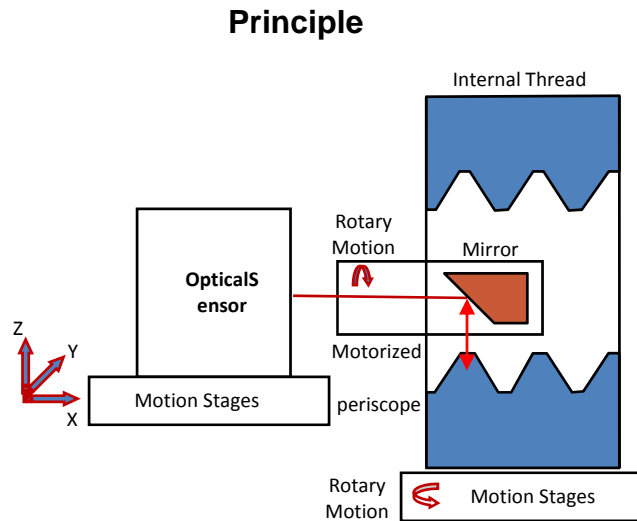 Principle
Internal Thread
Rotary
Motion
Mirror
OpticalS
ensor
Motorized
periscope
Z
Y
X
Motion Stages
Rotary
Motion
Motion Stages